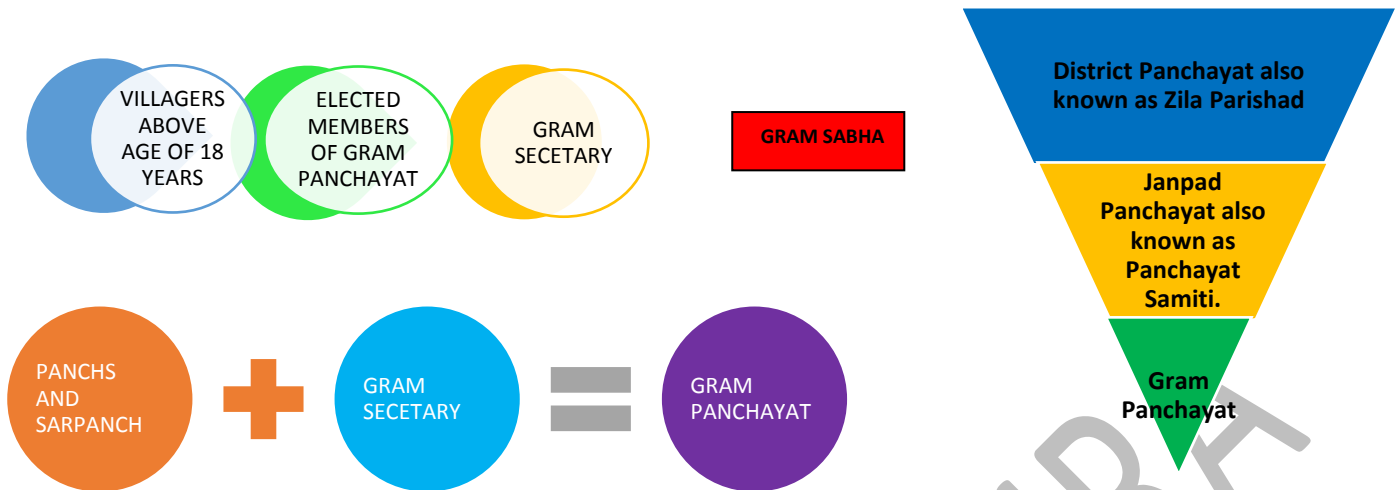 VILLAGERS
ABOVE
AGE OF 18
YEARS
ELECTED
MEMBERS
OF GRAM
PANCHAYAT
GRAM
SECETARY
GRAM SABHA
PANCHS
AND
SARPANCH
GRAM
SECETARY
GRAM
PANCHAYAT
District Panchayat also
known as Zila Parishad
Janpad
Panchayat also
known as
Panchayat
Samiti.
Gram
Panchayat